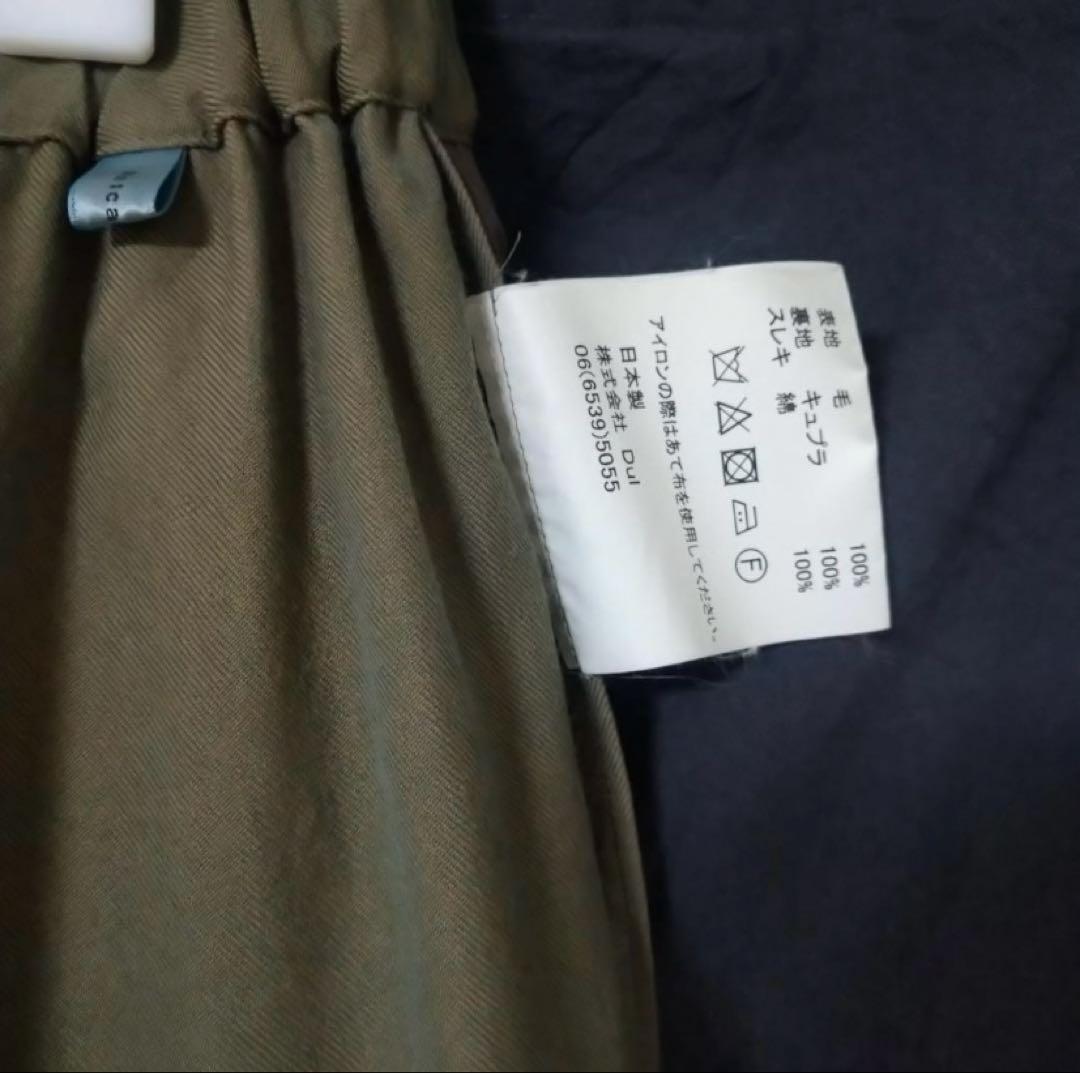 表地 毛 100%
裏地 キュプラ 100%
スレキ 綿 100%
F
アイロンの際はあて布を使用してください。
日本製
株式会社 Dul
06(6539)5055
ica